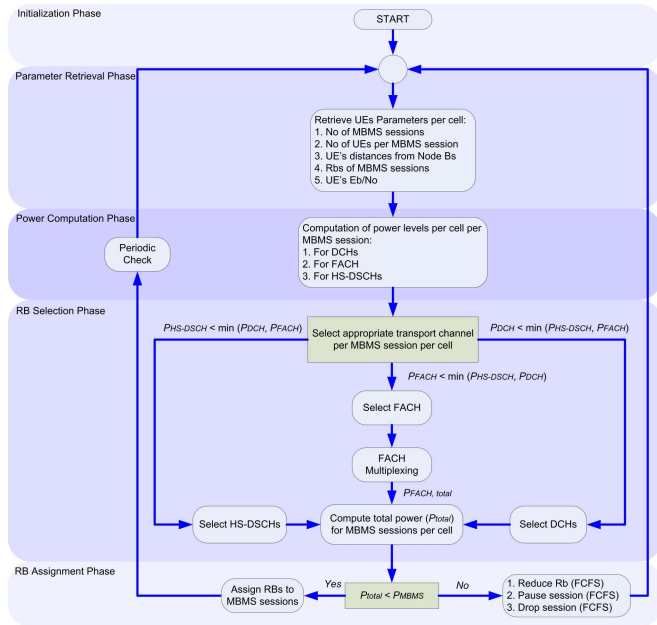 Initialization Phase
START
Parameter Retrieval Phase
Retrieve UEs Parameters per cell:
1. No of MBMS sessions
2. No of UEs per MBMS session
3. UE's distances from Node Bs
4. Rbs of MBMS sessions
5. UE's Eb/No
Power Computation Phase
Periodic
Check
Computation of power levels per cell per
MBMS session:
1. For DCHs
2. For FACH
3. For HS-DSCHs
RB Selection Phase
PHS-DSCH < min (PDCH, PFACH)
Select appropriate transport channel
per MBMS session per cell
PDCH < min (PHS-DSCH, PFACH)
PFACH < min (PHS-DSCH, PDCH)
Select FACH
FACH
Multiplexing
PFACH, total
Select HS-DSCHs
Compute total power (Ptotal)
for MBMS sessions per cell
Select DCHs
RB Assignment Phase
Assign RBs to
MBMS sessions
Yes
Ptotal < PMBMS
No
1. Reduce Rb (FCFS)
2. Pause session (FCFS)
3. Drop session (FCFS)